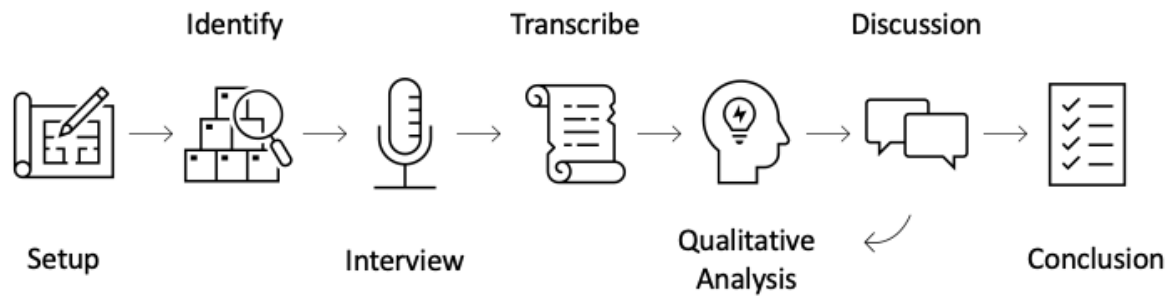 Identify
Transcribe
Discussion
Setup
Interview
Qualitative
Analysis
Conclusion